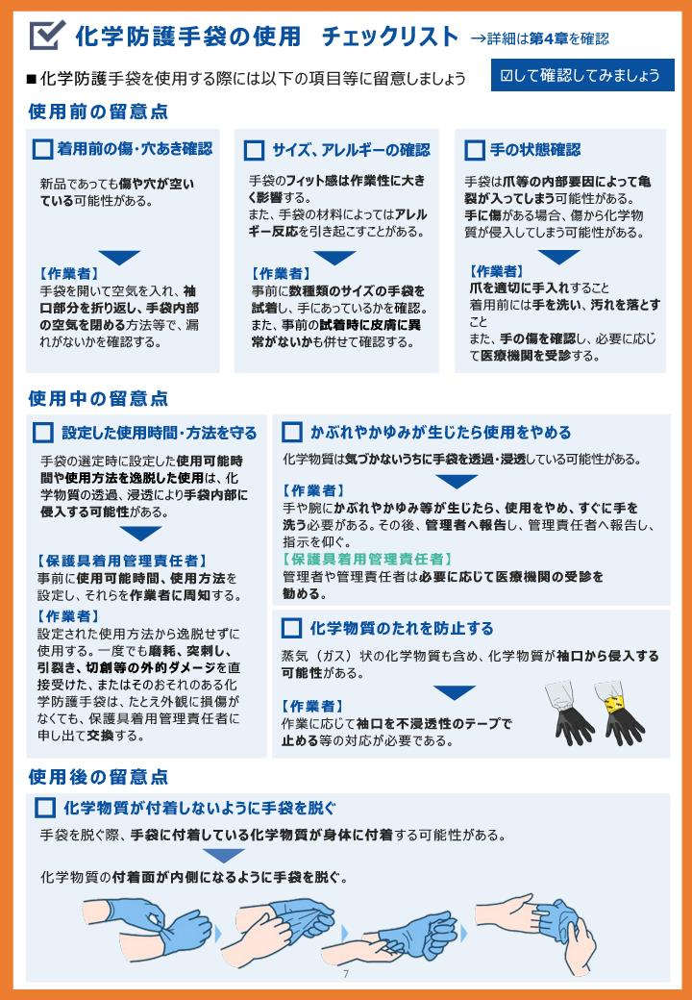 化学防護手袋の使用 チェックリスト →詳細は第4章を確認
■化学防護手袋を使用する際には以下の項目等に留意しましょう
☑して確認してみましょう
使用前の留意点
着用前の傷・穴あき確認
新品であっても傷や穴が空い
ている可能性がある。
【作業者】
手袋を開いて空気を入れ、袖
口部分を折り返し、手袋内部
の空気を閉める方法等で、漏
れがないかを確認する。
サイズ、アレルギーの確認
手袋のフィット感は作業性に大き
く影響する。
また、手袋の材料によってはアレル
ギー反応を引き起こすことがある。
【作業者】
事前に数種類のサイズの手袋を
試着し、手にあっているかを確認。
また、事前の試着時に皮膚に異
常がないかも併せて確認する。
手の状態確認
手袋は爪等の内部要因によって亀
裂が入ってしまう可能性がある。
手に傷がある場合、傷から化学物
質が侵入してしまう可能性がある。
【作業者】
爪を適切に手入れすること
着用前には手を洗い、汚れを落とす
こと
また、手の傷を確認し、必要に応じ
て医療機関を受診する。
使用中の留意点
設定した使用時間・方法を守る
手袋の選定時に設定した使用可能時
間や使用方法を逸脱した使用は、化
学物質の透過、浸透により手袋内部に
侵入する可能性がある。
【保護具着用管理責任者】
事前に使用可能時間、使用方法を
設定し、それらを作業者に周知する。
【作業者】
設定された使用方法から逸脱せずに
使用する。一度でも磨耗、突刺し、
引裂き、切創等の外的ダメージを直
接受けた、またはそのおそれのある化
学防護手袋は、たとえ外観に損傷が
なくても、保護具着用管理責任者に
申し出て交換する。
かぶれやかゆみが生じたら使用をやめる
化学物質は気づかないうちに手袋を透過・浸透している可能性がある。
【作業者】
手や腕にかぶれやかゆみ等が生じたら、使用をやめ、すぐに手を
洗う必要がある。その後、管理者へ報告し、管理責任者へ報告し、
指示を仰ぐ。
【保護具着用管理責任者】
管理者や管理責任者は必要に応じて医療機関の受診を
勧める。
化学物質のたれを防止する
蒸気（ガス）状の化学物質も含め、化学物質が袖口から侵入する
可能性がある。
【作業者】
作業に応じて袖口を不浸透性のテープで
止める等の対応が必要である。
使用後の留意点
化学物質が付着しないように手袋を脱ぐ
手袋を脱ぐ際、手袋に付着している化学物質が身体に付着する可能性がある。
化学物質の付着面が内側になるように手袋を脱ぐ。
7